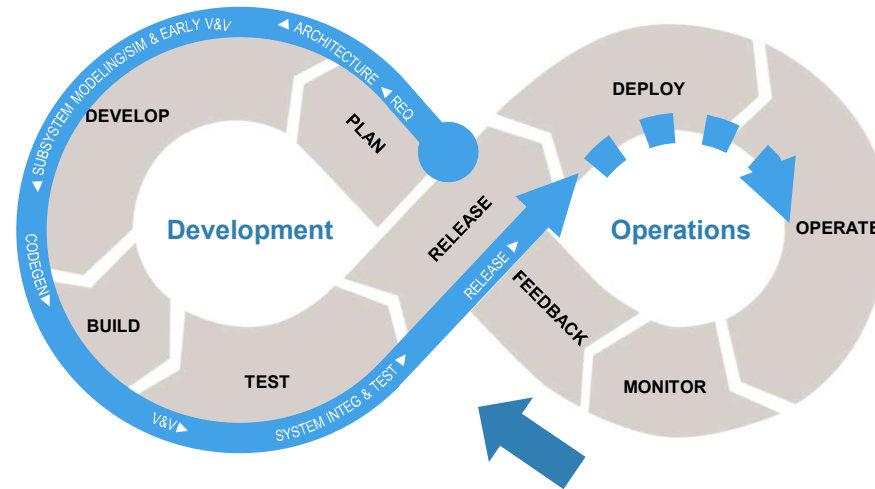 REQ
ARCHITECTURE
SUBSYSTEM MODELING/SIM & EARLY V&V
CODEGEN
V&V
SYSTEM INTEG & TEST
RELEASE
PLAN
DEVELOP
BUILD
TEST
RELEASE
Development
DEPLOY
OPERATE
MONITOR
FEEDBACK
Operations